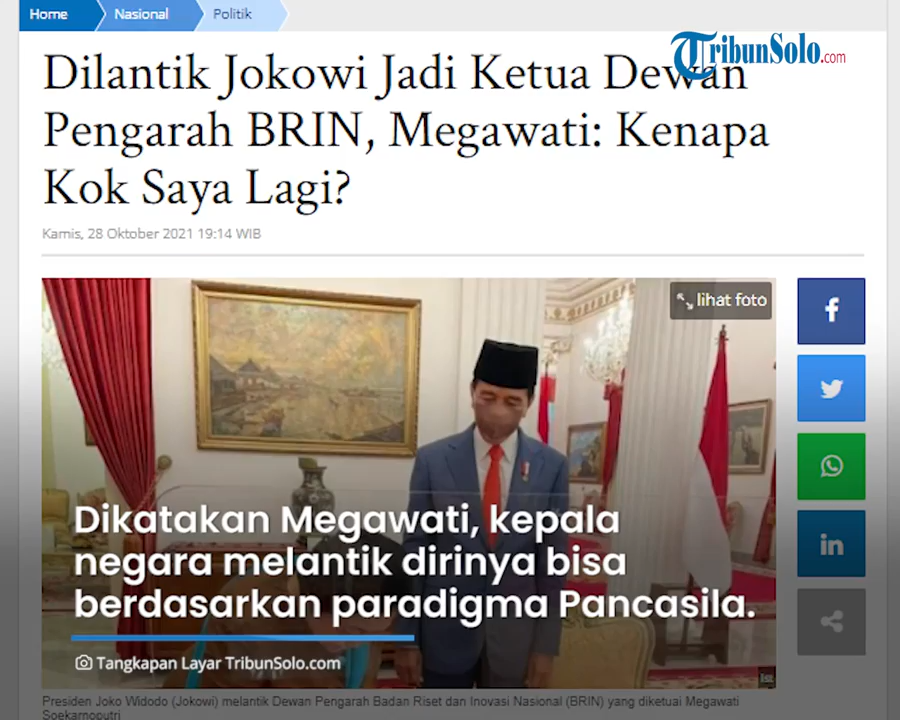 Home Nasional Politik
TribunSolo.com
Dilantik Jokowi Jadi Ketua Dewan
Pengarah BRIN, Megawati: Kenapa
Kok Saya Lagi?
Kamis, 28 Oktober 2021 19:14 WIB
lihat foto
Dikatakan Megawati, kepala
negara melantik dirinya bisa
berdasarkan paradigma Pancasila.
Tangkapan Layar TribunSolo.com
Presiden Joko Widodo (Jokowi) melantik Dewan Pengarah Badan Riset dan Inovasi Nasional (BRIN) yang diketuai Megawati
Soekarnoputri